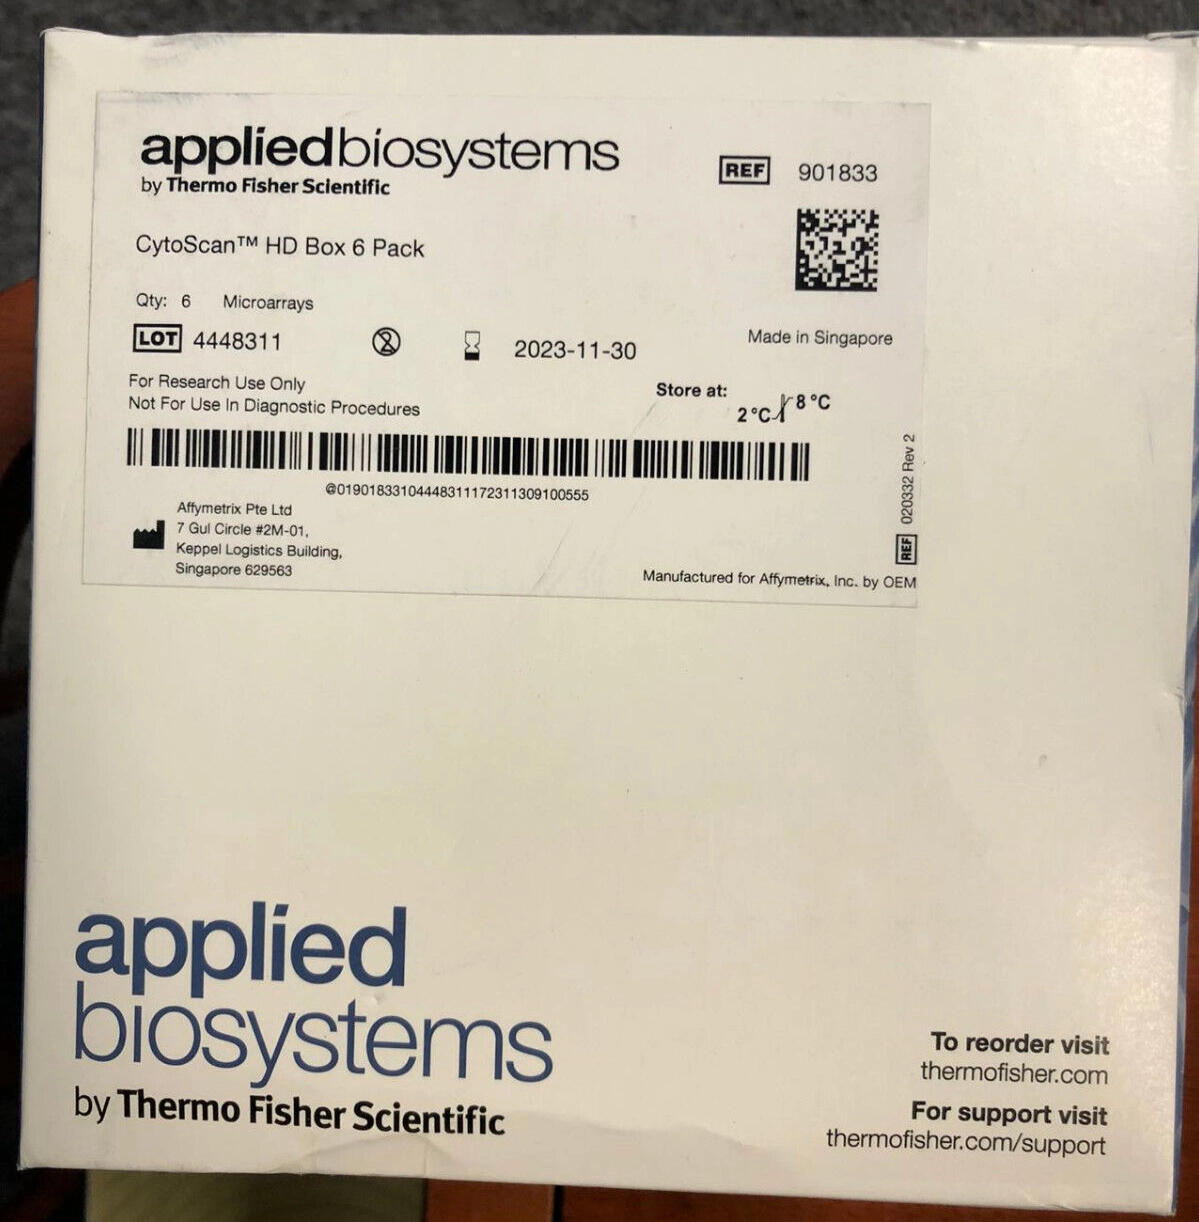 appliedbiosystems
by Thermo Fisher Scientific
REF 901833
CytoScan™ HD Box 6 Pack
Qty: 6 Microarrays
LOT 4448311
2
2023-11-30
Made in Singapore
For Research Use Only
Not For Use In Diagnostic Procedures
Store at:
2°C 8°C
@0190183310444831117231130​9100555
Affymetrix Pte Ltd
7 Gul Circle #2M-01,
Keppel Logistics Building,
Singapore 629563
REF 020332 Rev 2
Manufactured for Affymetrix, Inc. by OEM
applied
biosystems
by Thermo Fisher Scientific
To reorder visit
thermofisher.com
For support visit
thermofisher.com/support